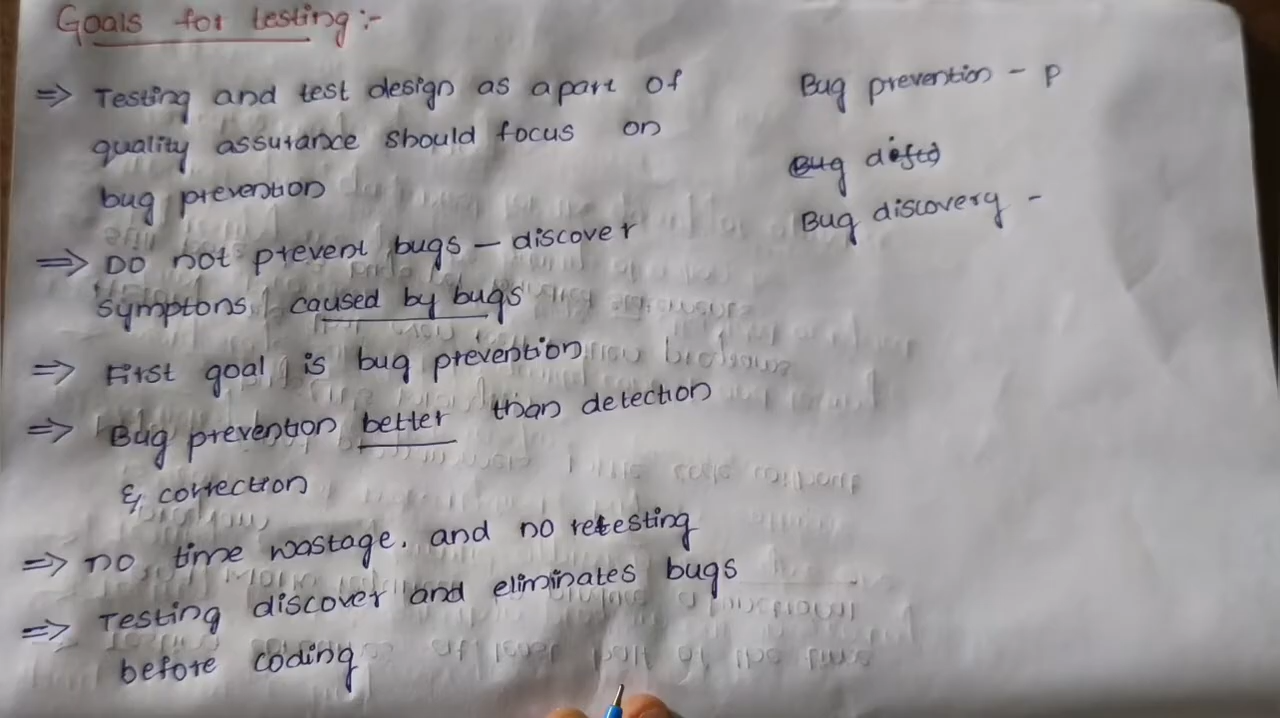 Goals for testing :-
⇒ Testing and test design as a part of
quality assurance should focus on
bug prevention
⇒ Do not prevent bugs — discover
symptons caused by bugs
⇒ First goal is bug prevention
⇒ Bug prevention better than detection
& correction
⇒ no time wastage. and no retesting
⇒ Testing discover and eliminates bugs
before coding
Bug prevention - P
Bug
Bug discovery -